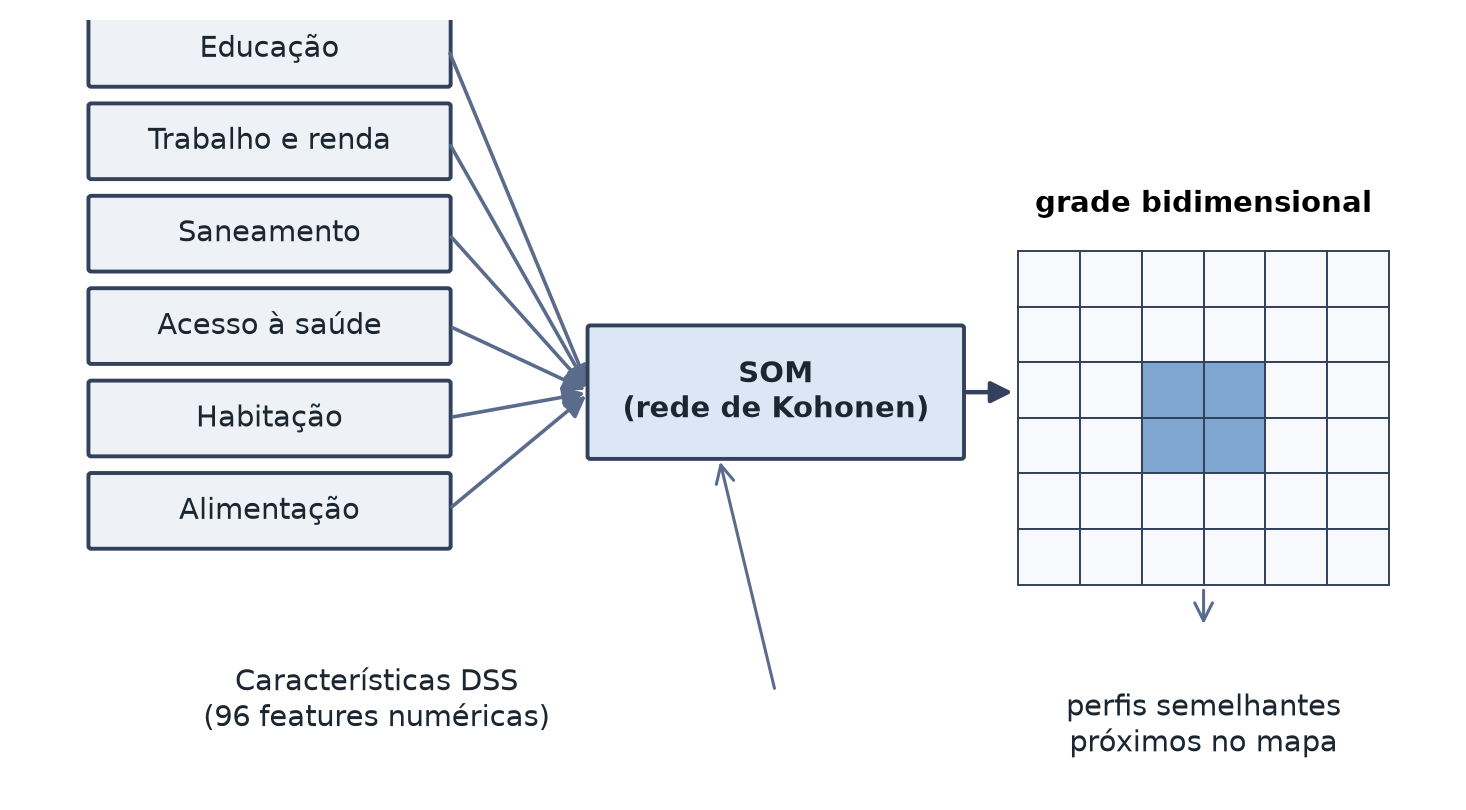 Educação
Trabalho e renda
Saneamento
Acesso à saúde
Habitação
Alimentação
Características DSS
(96 features numéricas)
SOM
(rede de Kohonen)
grade bidimensional
perfis semelhantes
próximos no mapa